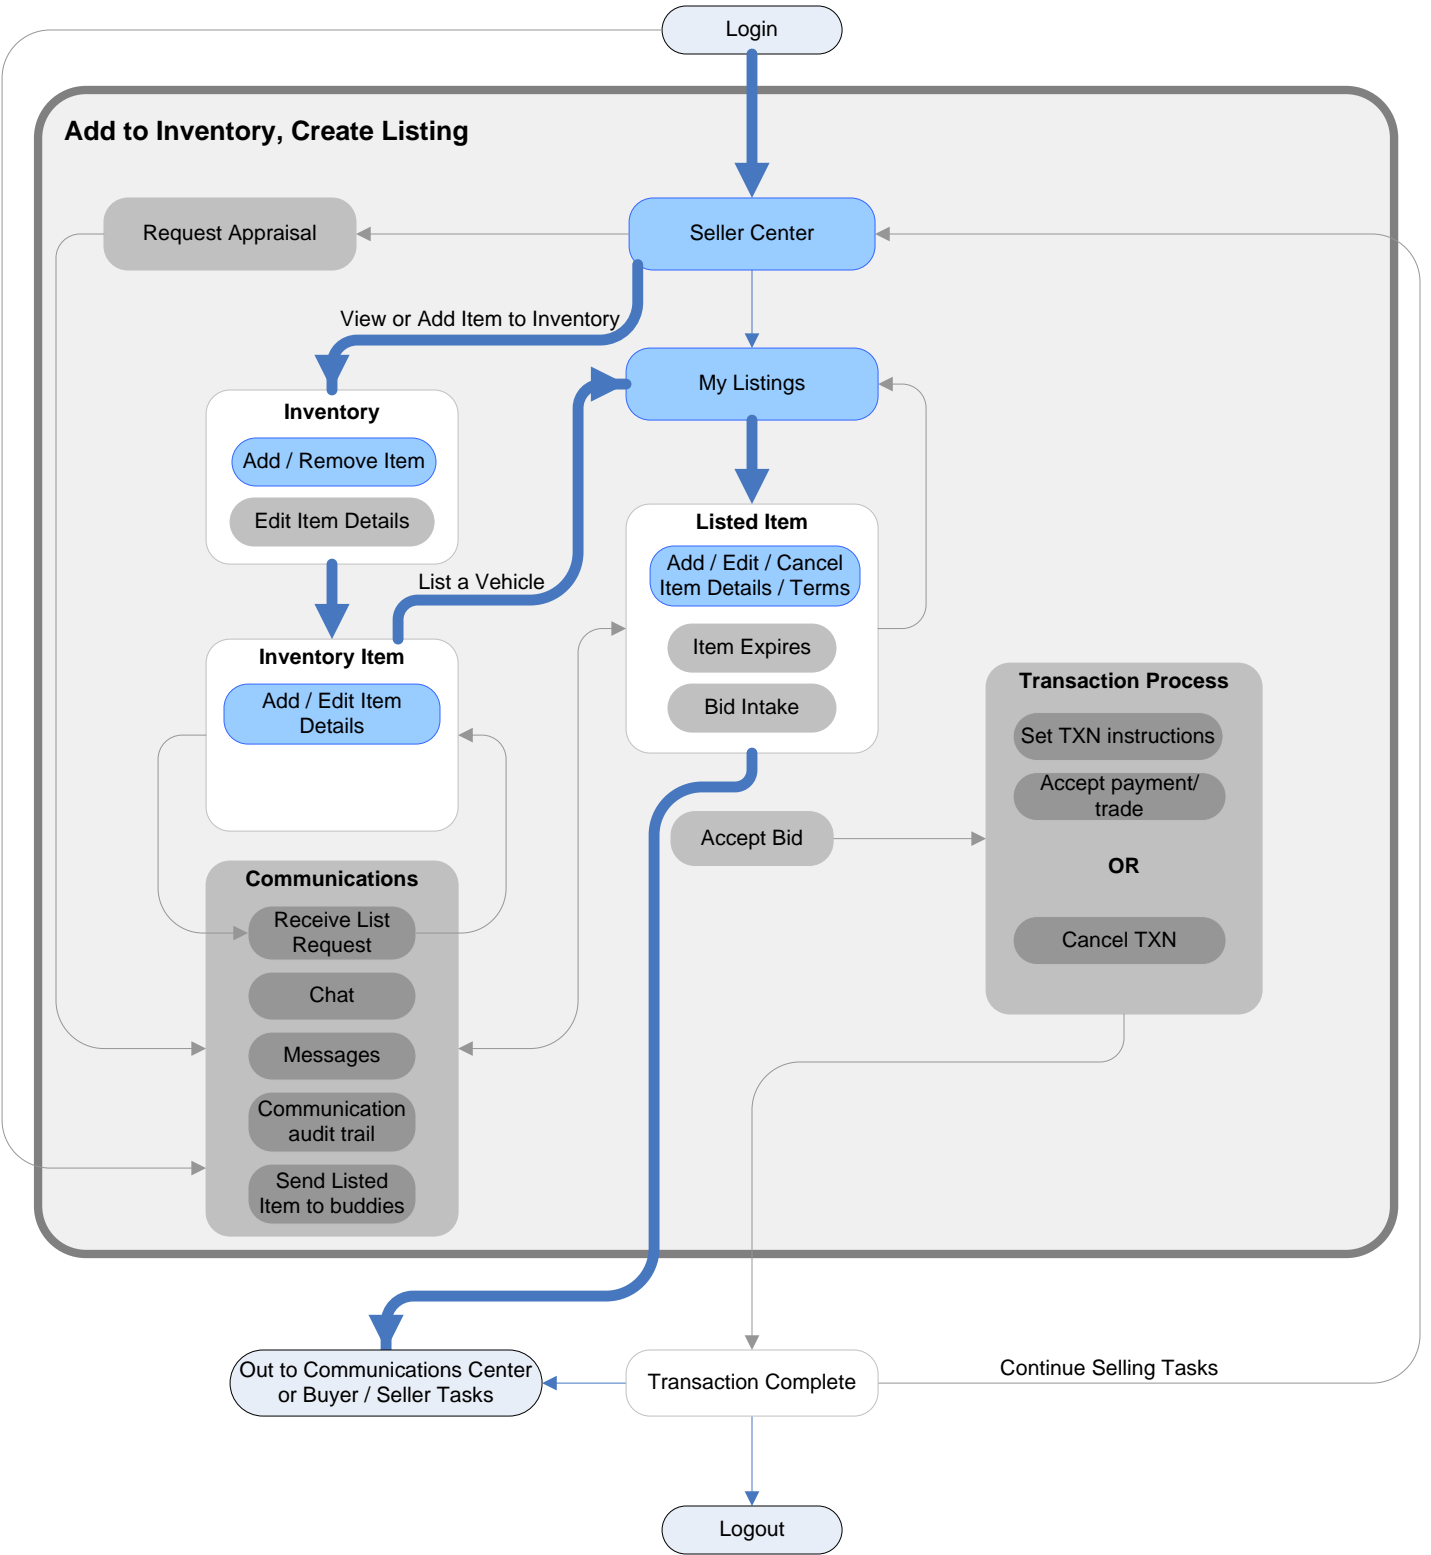 Login
Add to Inventory, Create Listing
Request Appraisal
Seller Center
View or Add Item to Inventory
My Listings
Inventory
Add / Remove Item
Edit Item Details
List a Vehicle
Listed Item
Add / Edit / Cancel
Item Details / Terms
Item Expires
Bid Intake
Inventory Item
Add / Edit Item
Details
Transaction Process
Set TXN instructions
Accept payment/
trade
OR
Cancel TXN
Accept Bid
Communications
Receive List
Request
Chat
Messages
Communication
audit trail
Send Listed
Item to buddies
Out to Communications Center
or Buyer / Seller Tasks
Transaction Complete
Continue Selling Tasks
Logout